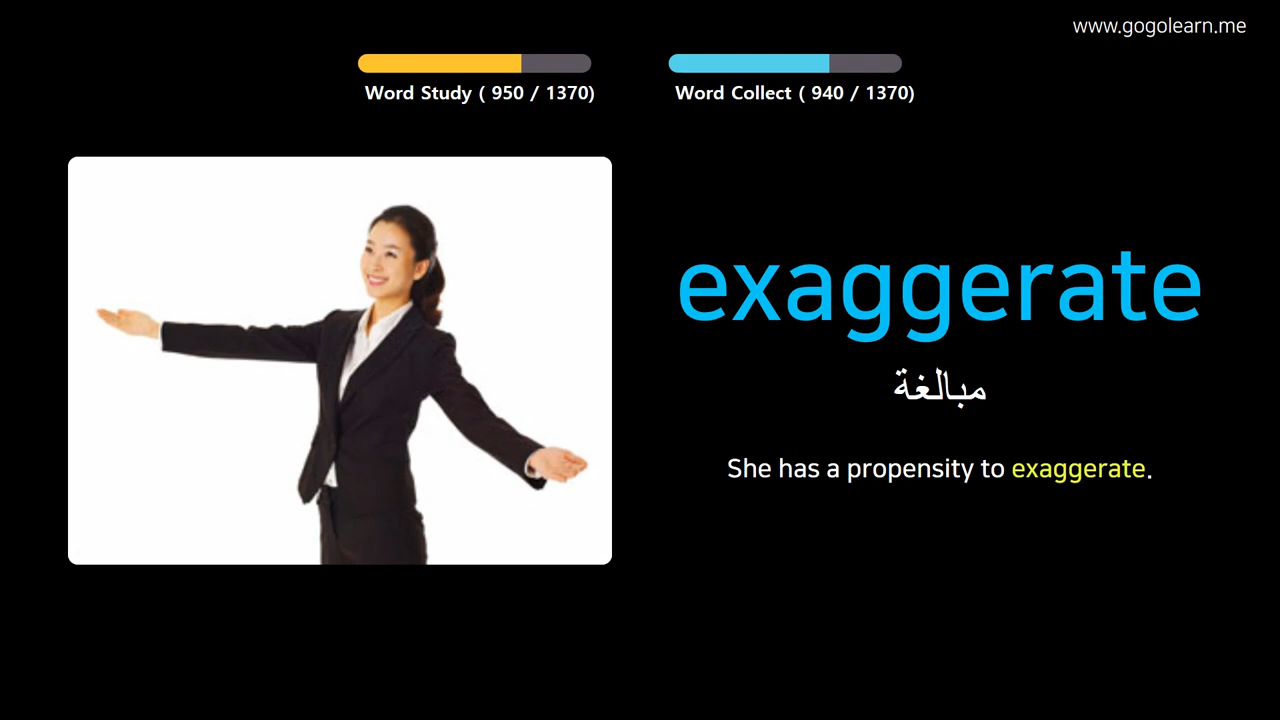 www.gogolearn.me
Word Study ( 950 / 1370)
Word Collect ( 940 / 1370)
exaggerate
مبالغة
She has a propensity to exaggerate.